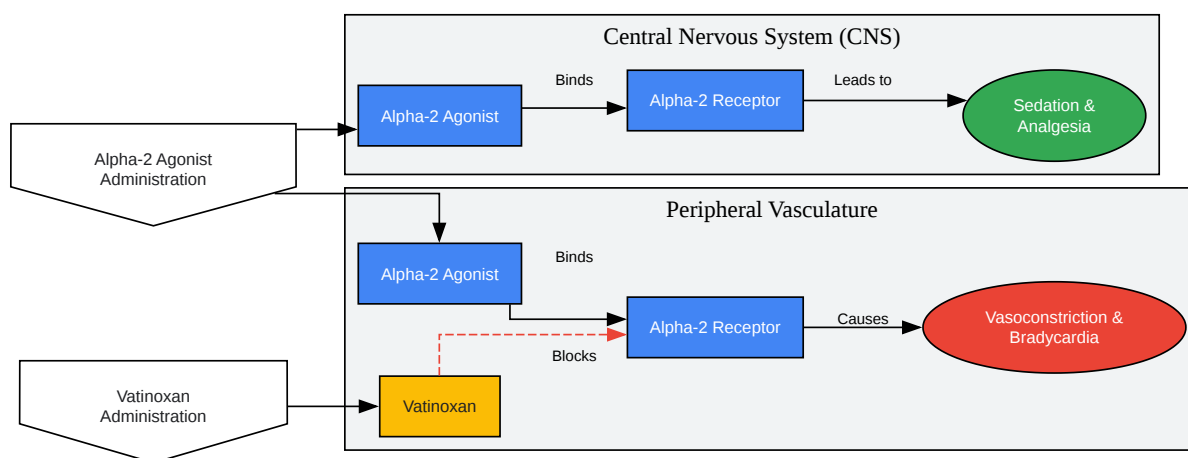 Central Nervous System (CNS)
Alpha-2 Agonist
Binds
Alpha-2 Receptor
Leads to
Sedation &
Analgesia
Alpha-2 Agonist
Administration
Peripheral Vasculature
Alpha-2 Agonist
Binds
Alpha-2 Receptor
Causes
Vasoconstriction &
Bradycardia
Blocks
Vatinoxan
Administration
Vatinoxan